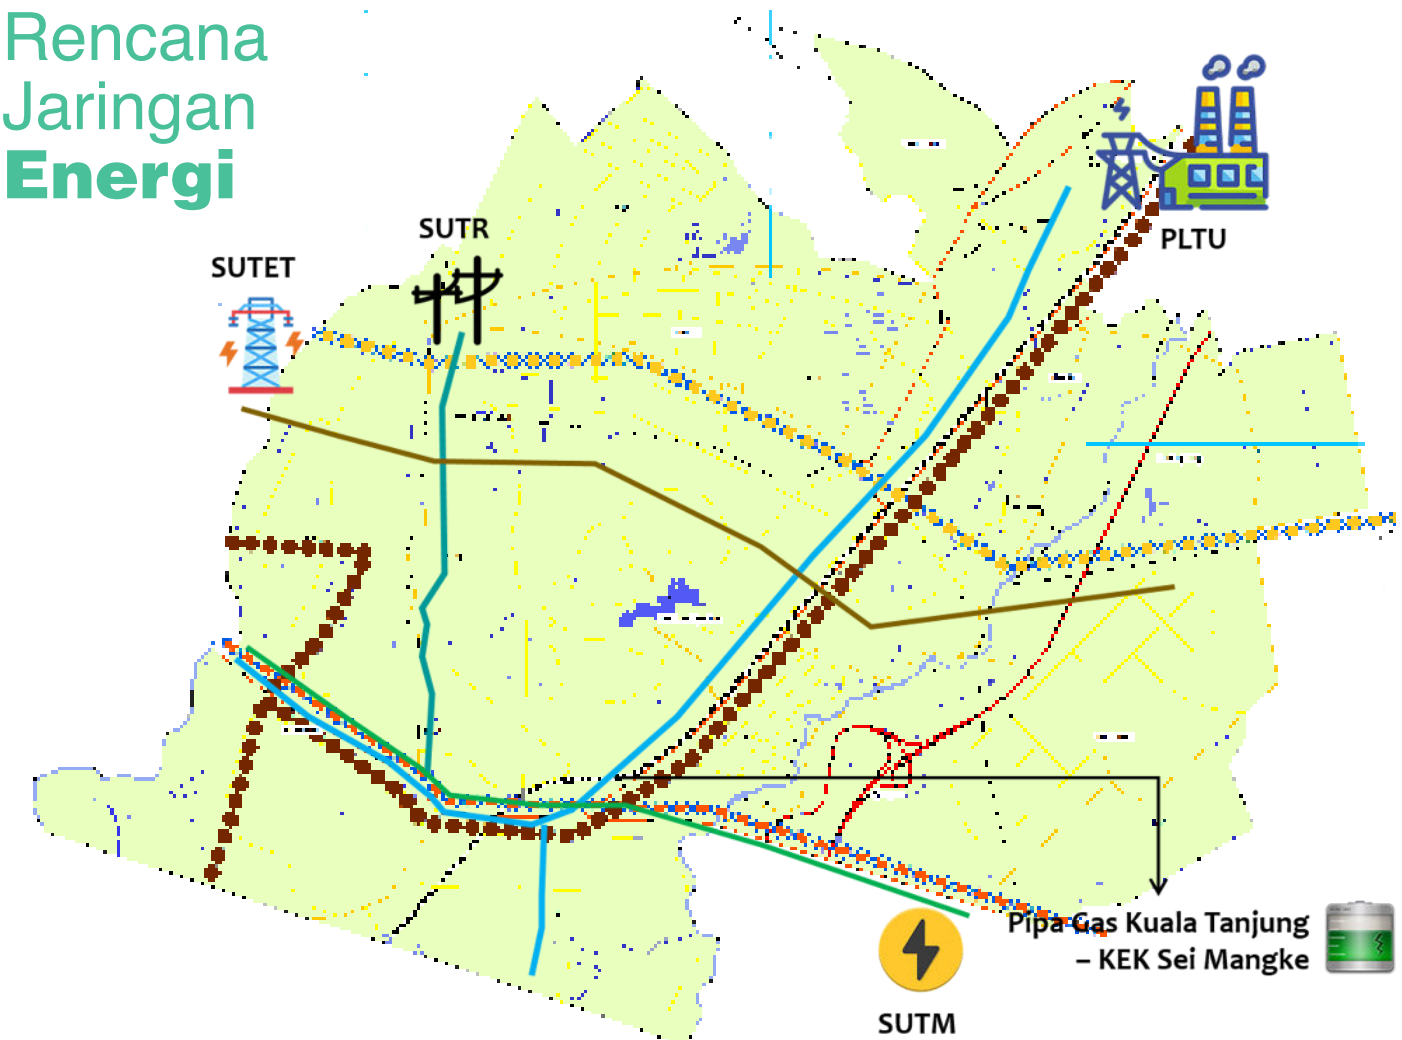 Rencana
Jaringan
Energi
SUTR
SUTET
PLTU
Pipa Gas Kuala Tanjung
– KEK Sei Mangke
SUTM